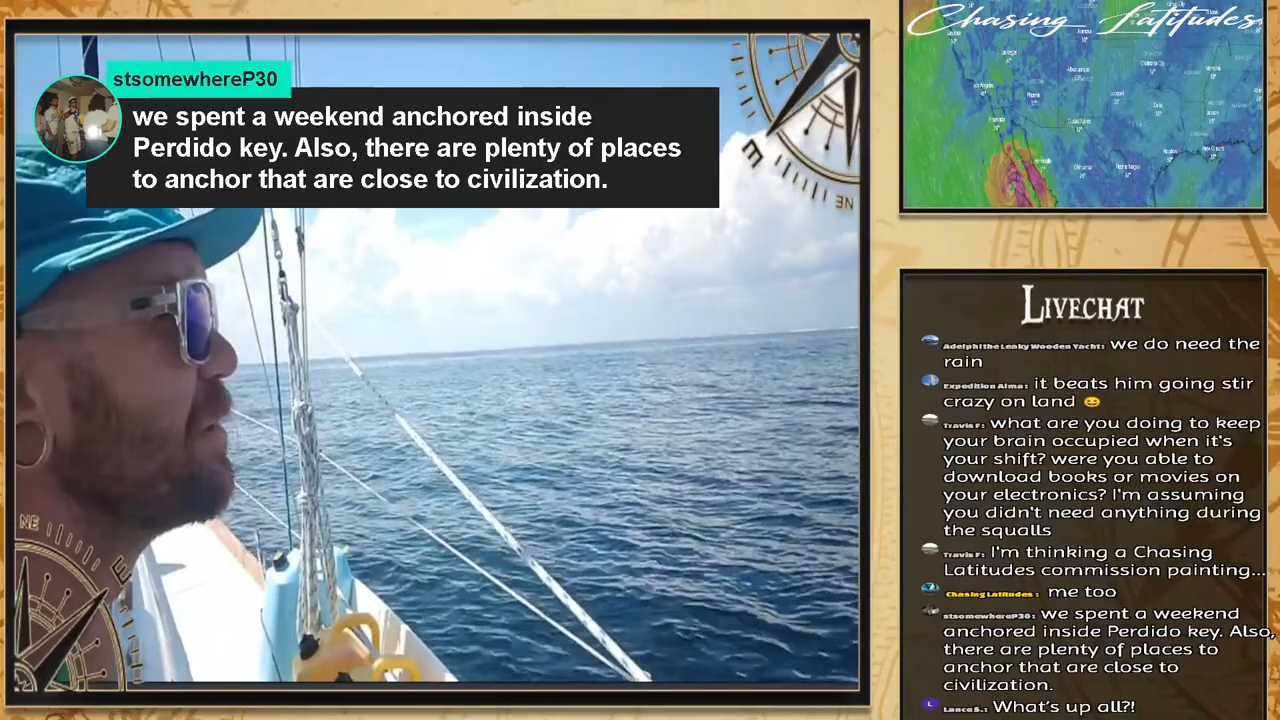 Chasing Latitudes
stsomewhereP30
we spent a weekend anchored inside
Perdido key. Also, there are plenty of places
to anchor that are close to civilization.
E
NE
NE
E
LIVECHAT
Adelphi the Leaky Wooden Yacht: we do need the
rain
Expedition Alma: it beats him going stir
crazy on land 😄
Travis F: what are you doing to keep
your brain occupied when it's
your shift? were you able to
download books or movies on
your electronics? I'm assuming
you didn't need anything during
the squalls
Travis F: I'm thinking a Chasing
Latitudes commission painting...
Chasing Latitudes: me too
stsomewhereP30: we spent a weekend
anchored inside Perdido key. Also,
there are plenty of places to
anchor that are close to
civilization.
L Lance S.: What's up all?!